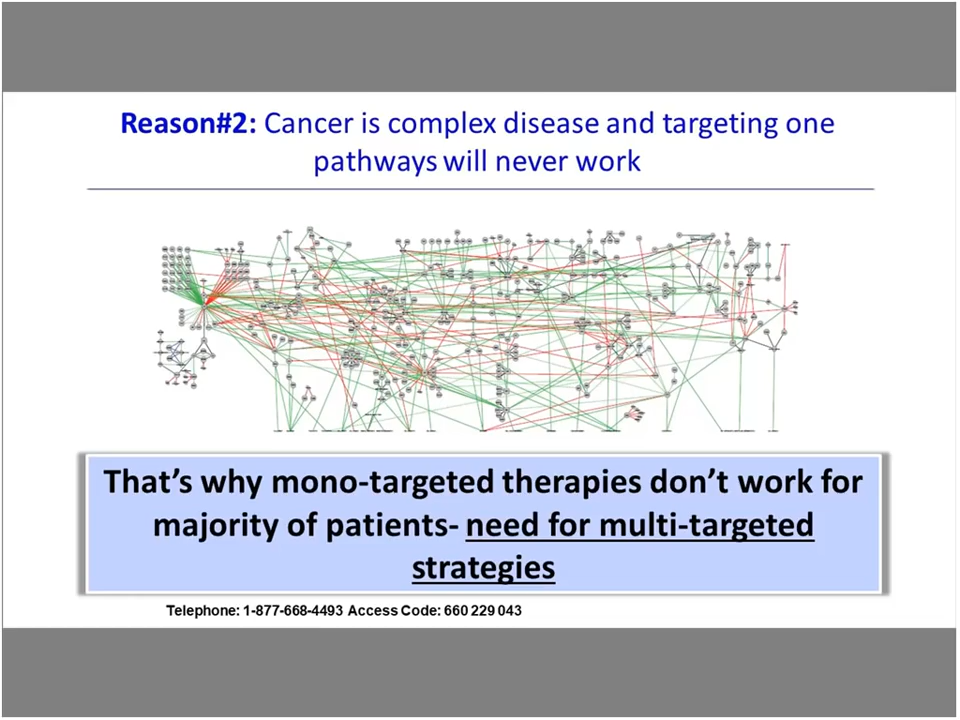 Reason#2: Cancer is complex disease and targeting one
pathways will never work
That’s why mono-targeted therapies don’t work for
majority of patients- need for multi-targeted
strategies
Telephone: 1-877-668-4493 Access Code: 660 229 043